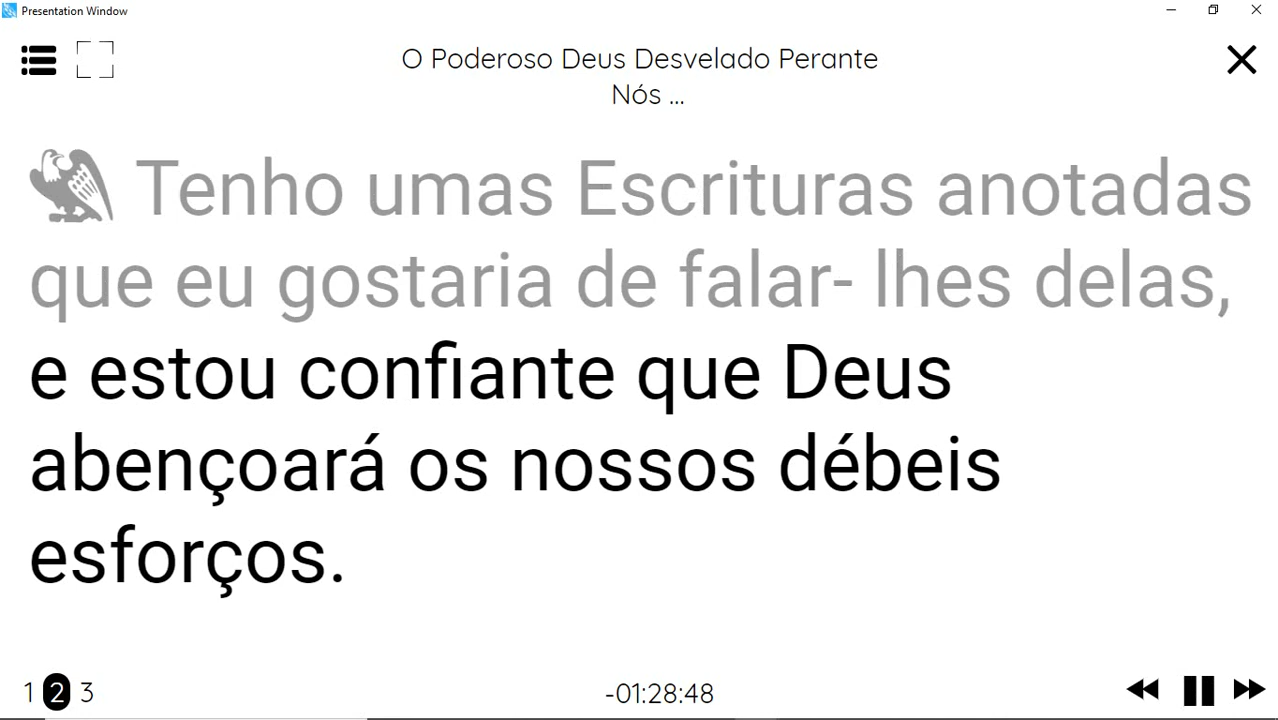 Presentation Window
O Poderoso Deus Desvelado Perante
Nós ...
Tenho umas Escrituras anotadas
que eu gostaria de falar- lhes delas,
e estou confiante que Deus
abençoará os nossos débeis
esforços.
1 2 3
-01:28:48